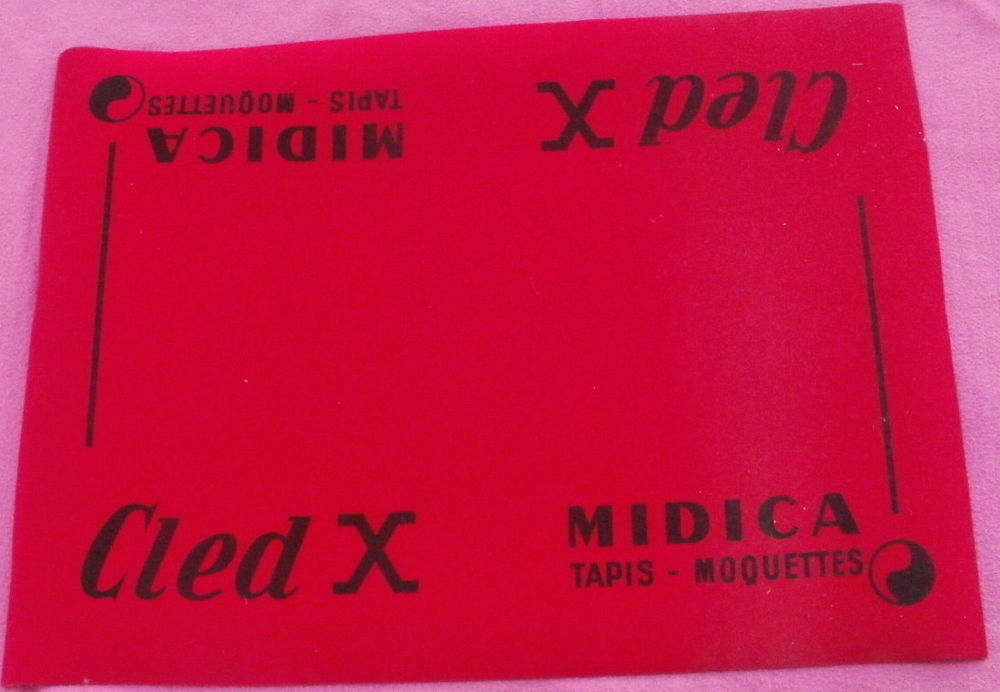 MIDICA
TAPIS - MOQUETTES
Cled X
Cled X
MIDICA
TAPIS - MOQUETTES